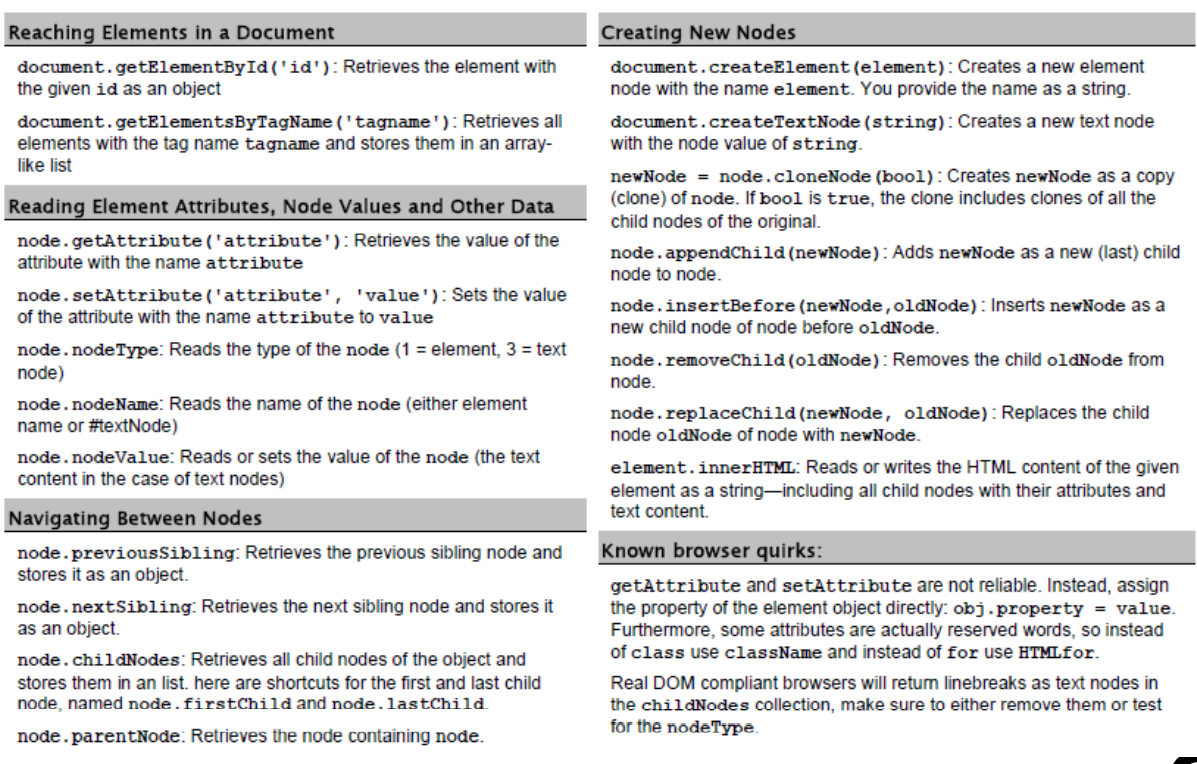 Reaching Elements in a Document
document.getElementById('id'): Retrieves the element with
the given id as an object
document.getElementsByTagName('tagname'): Retrieves all
elements with the tag name tagname and stores them in an array-
like list
Reading Element Attributes, Node Values and Other Data
node.getAttribute('attribute'): Retrieves the value of the
attribute with the name attribute
node.setAttribute('attribute', 'value'): Sets the value
of the attribute with the name attribute to value
node.nodeType: Reads the type of the node (1 = element, 3 = text
node)
node.nodeName: Reads the name of the node (either element
name or #textNode)
node.nodeValue: Reads or sets the value of the node (the text
content in the case of text nodes)
Navigating Between Nodes
node.previousSibling: Retrieves the previous sibling node and
stores it as an object.
node.nextSibling: Retrieves the next sibling node and stores it
as an object.
node.childNodes: Retrieves all child nodes of the object and
stores them in an list. here are shortcuts for the first and last child
node, named node.firstChild and node.lastChild.
node.parentNode: Retrieves the node containing node.
Creating New Nodes
document.createElement(element): Creates a new element
node with the name element. You provide the name as a string.
document.createTextNode(string): Creates a new text node
with the node value of string.
newNode = node.cloneNode(bool): Creates newNode as a copy
(clone) of node. If bool is true, the clone includes clones of all the
child nodes of the original.
node.appendChild(newNode): Adds newNode as a new (last) child
node to node.
node.insertBefore(newNode,oldNode): Inserts newNode as a
new child node of node before oldNode.
node.removeChild(oldNode): Removes the child oldNode from
node.
node.replaceChild(newNode, oldNode): Replaces the child
node oldNode of node with newNode.
element.innerHTML: Reads or writes the HTML content of the given
element as a string—including all child nodes with their attributes and
text content.
Known browser quirks:
getAttribute and setAttribute are not reliable. Instead, assign
the property of the element object directly: obj.property = value.
Furthermore, some attributes are actually reserved words, so instead
of class use className and instead of for use HTMLfor.
Real DOM compliant browsers will return linebreaks as text nodes in
the childNodes collection, make sure to either remove them or test
for the nodeType.